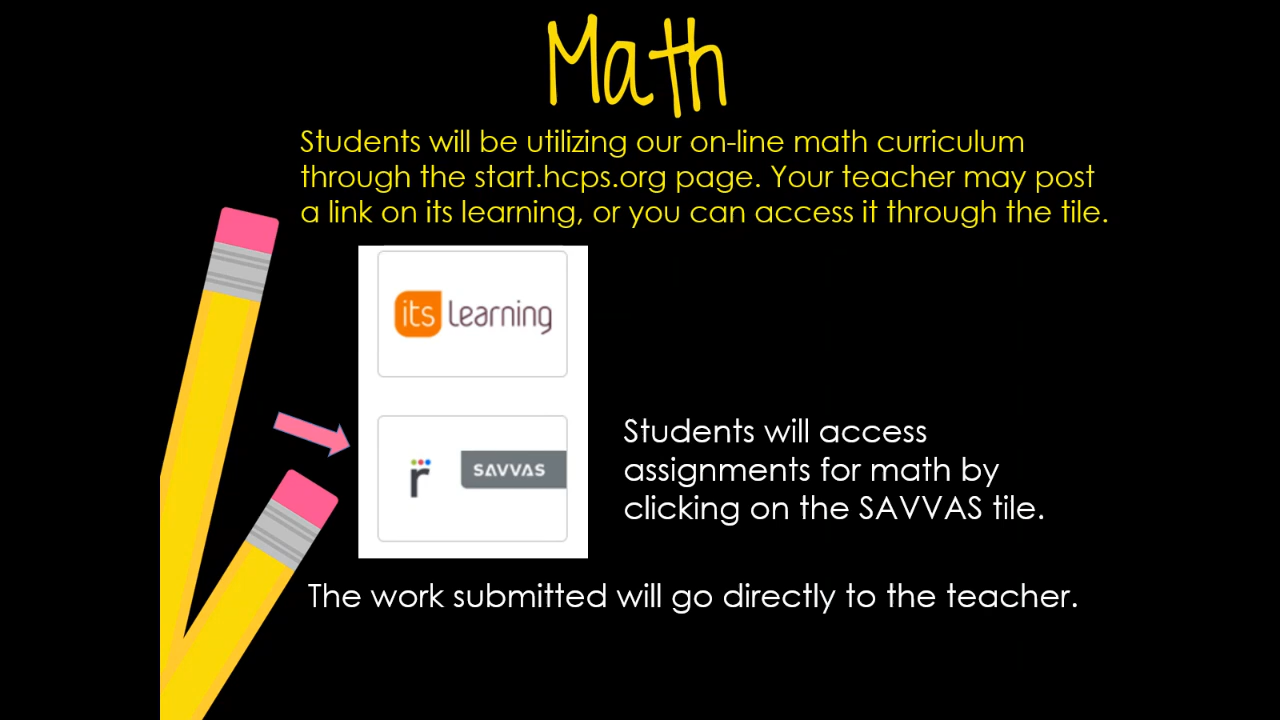 Math
Students will be utilizing our on-line math curriculum
through the start.hcps.org page. Your teacher may post
a link on its learning, or you can access it through the tile.
its learning
r SAVVAS
Students will access
assignments for math by
clicking on the SAVVAS tile.
The work submitted will go directly to the teacher.